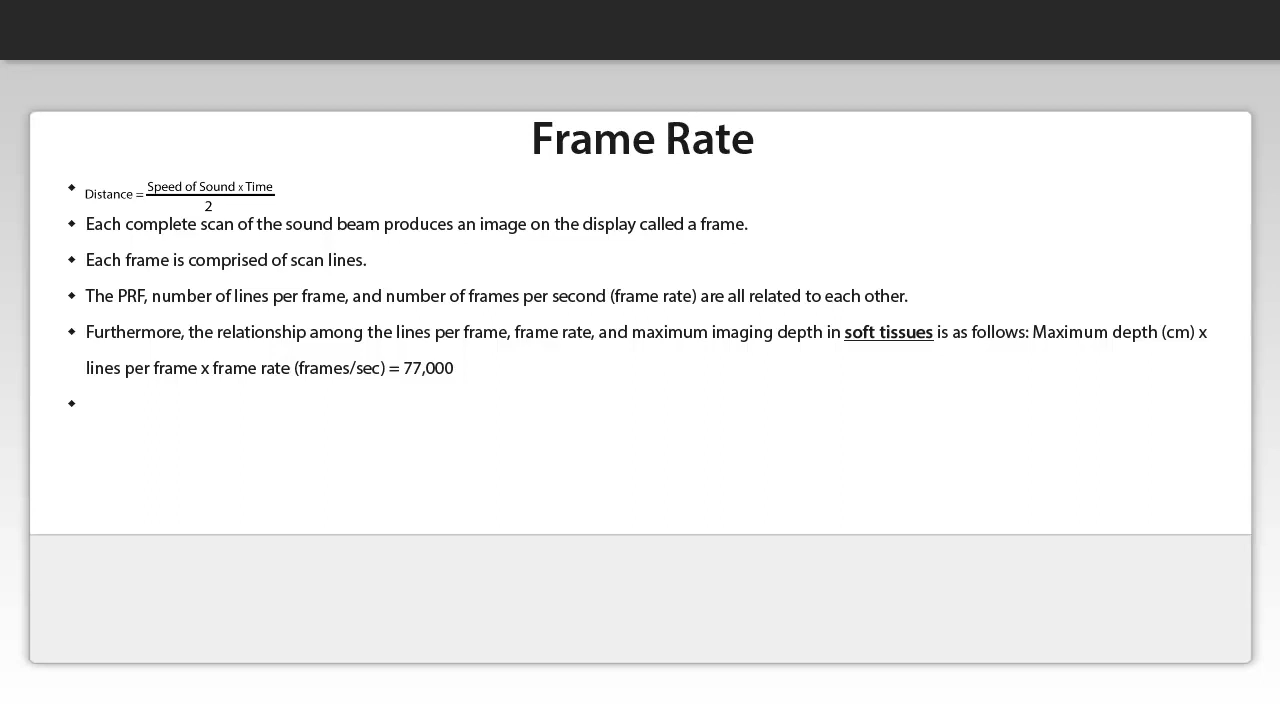 Frame Rate
Distance = Speed of Sound x Time
2
Each complete scan of the sound beam produces an image on the display called a frame.
Each frame is comprised of scan lines.
The PRF, number of lines per frame, and number of frames per second (frame rate) are all related to each other.
Furthermore, the relationship among the lines per frame, frame rate, and maximum imaging depth in soft tissues is as follows: Maximum depth (cm) x
lines per frame x frame rate (frames/sec) = 77,000